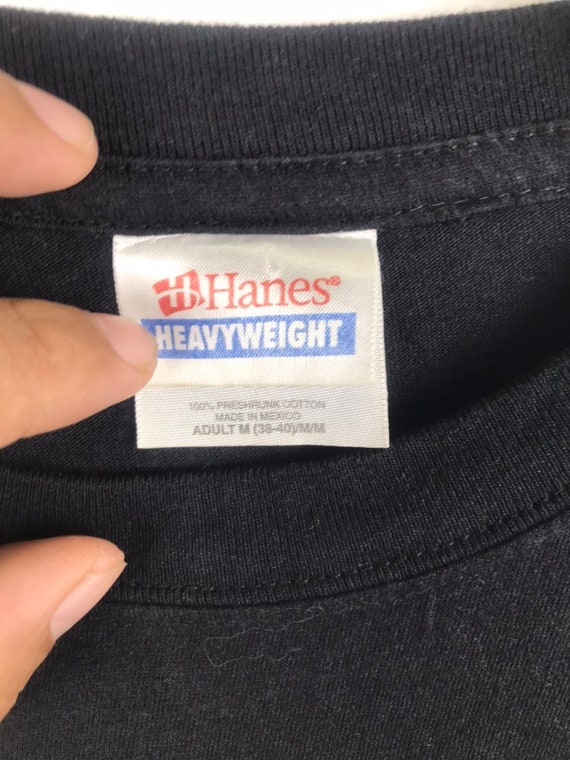 Hanes®
HEAVYWEIGHT
100% PRESHRUNK COTTON
MADE IN MEXICO
ADULT M (38-40)/M/M